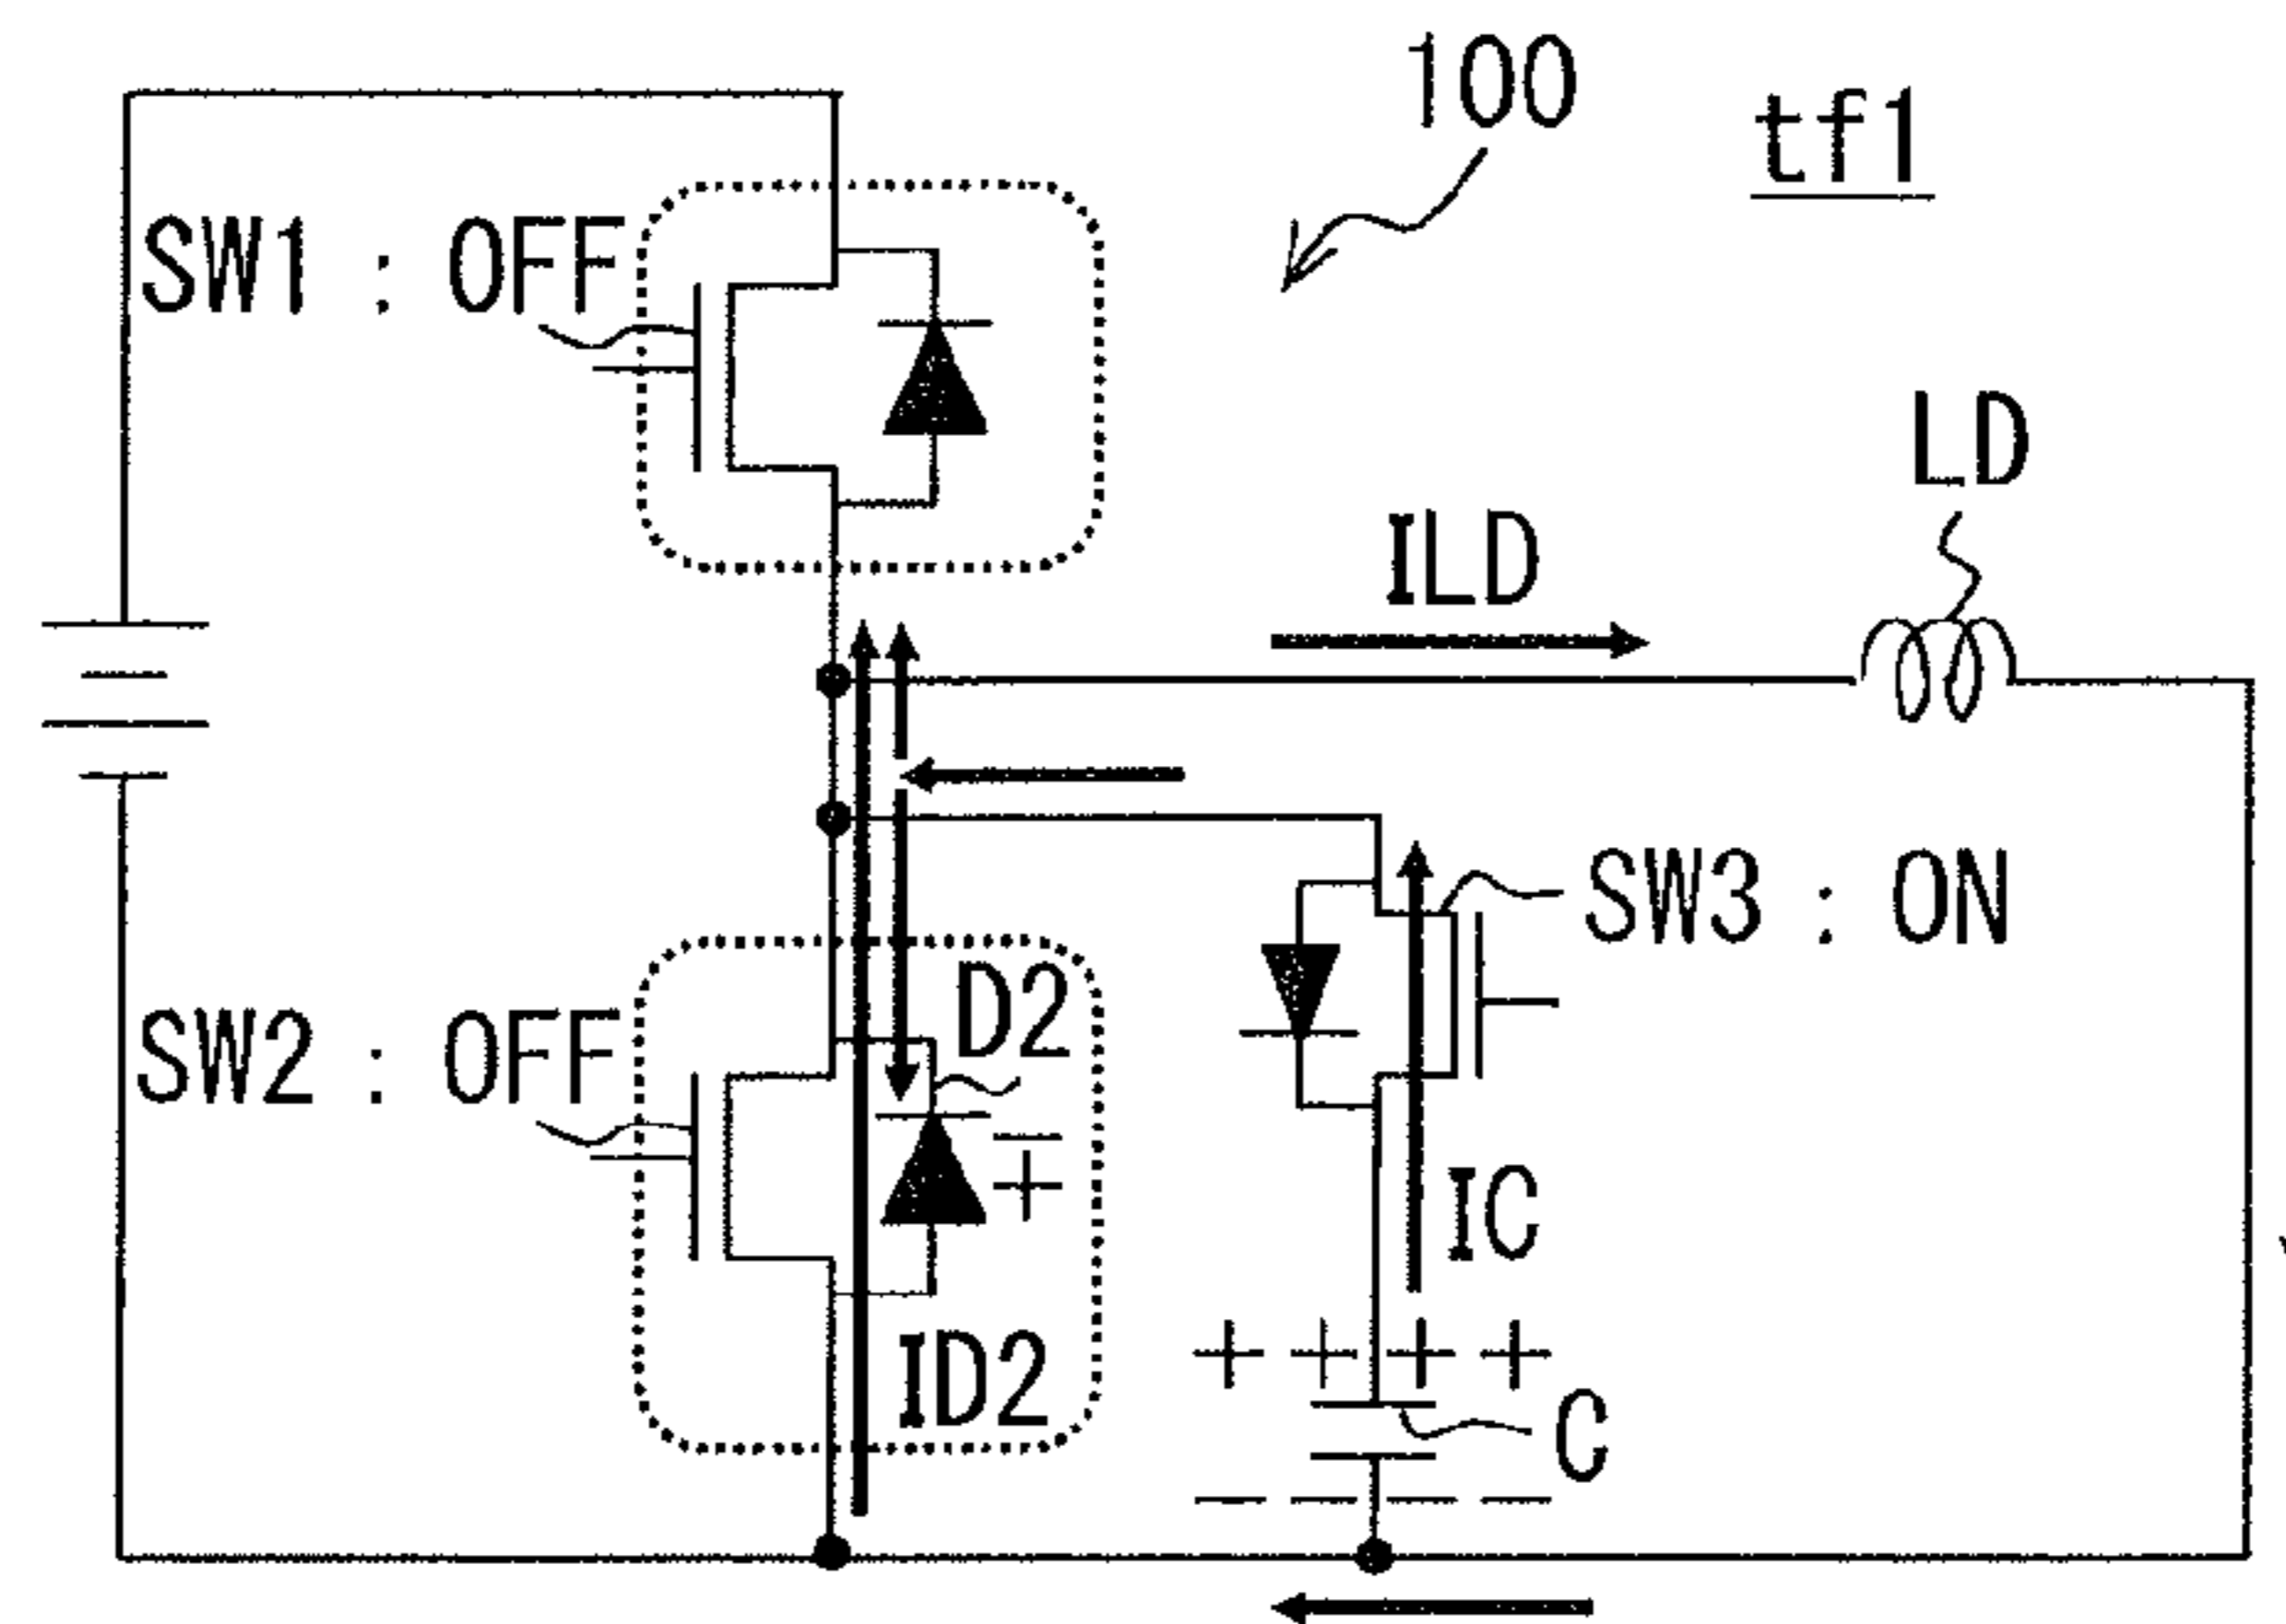 100
tf1
SW1 : OFF
LD
ILD
SW3 : ON
D2
SW2 : OFF
− +
IC
ID2
+ + + +
C
− − − −